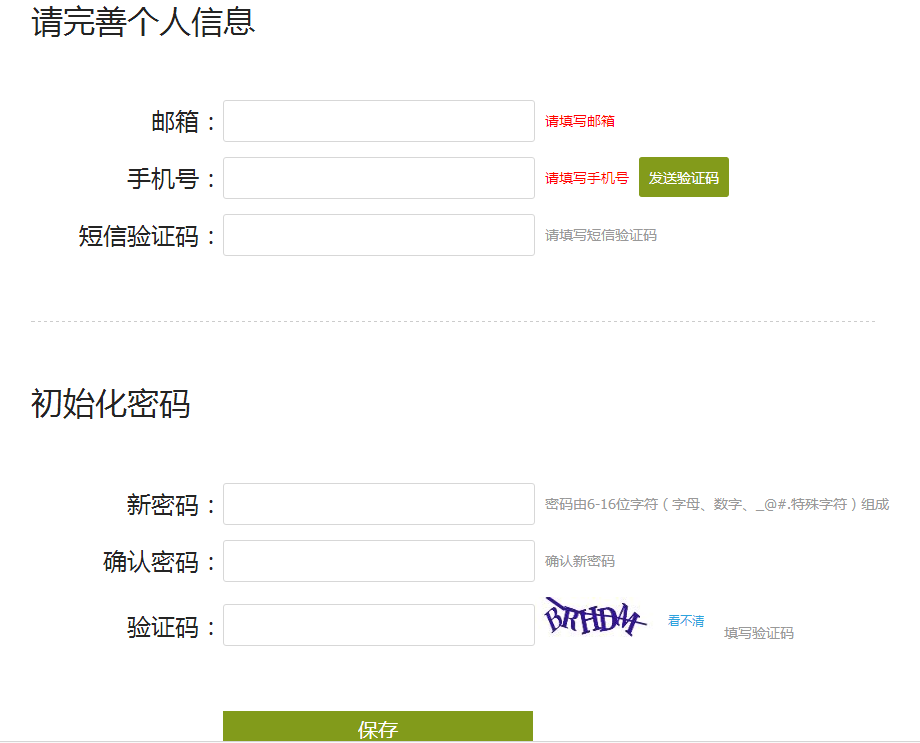 请完善个人信息
邮箱： 请填写邮箱
手机号： 请填写手机号 发送验证码
短信验证码： 请填写短信验证码
初始化密码
新密码： 密码由6-16位字符（字母、数字、_@#.特殊字符）组成
确认密码： 确认新密码
验证码： BRHDM 看不清 填写验证码
保存